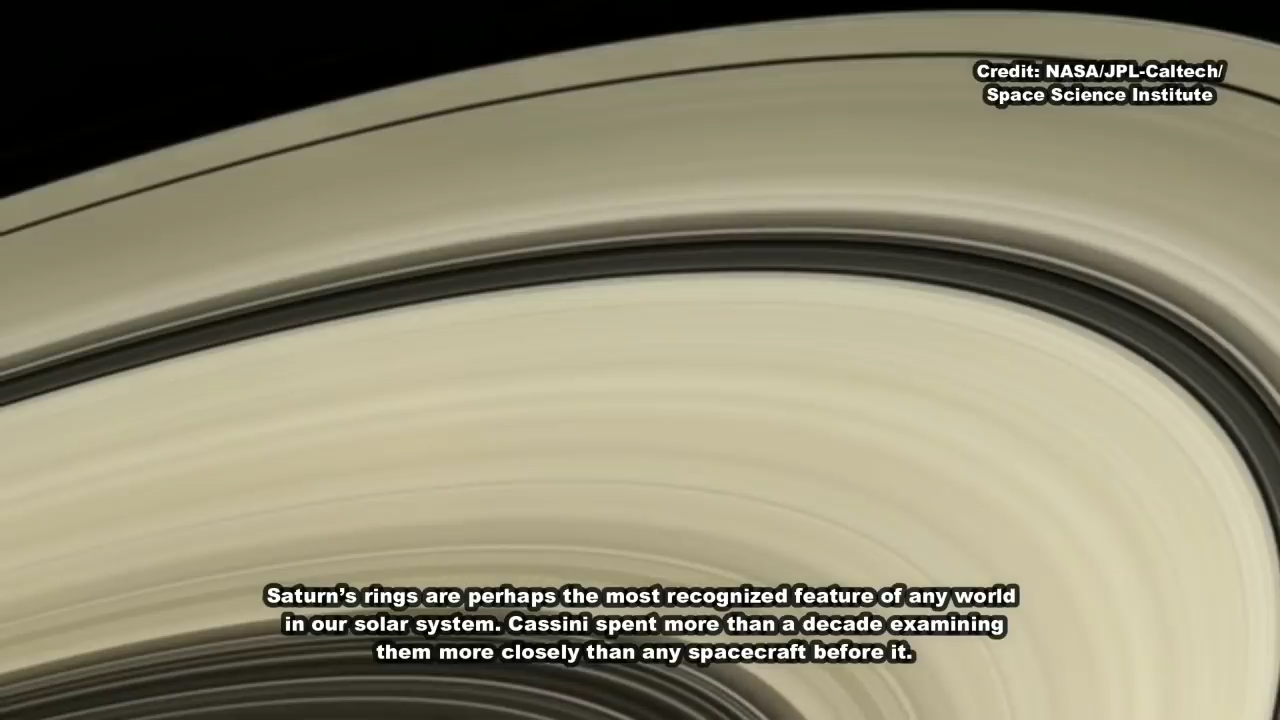 Credit: NASA/JPL-Caltech/
Space Science Institute
Saturn’s rings are perhaps the most recognized feature of any world
in our solar system. Cassini spent more than a decade examining
them more closely than any spacecraft before it.